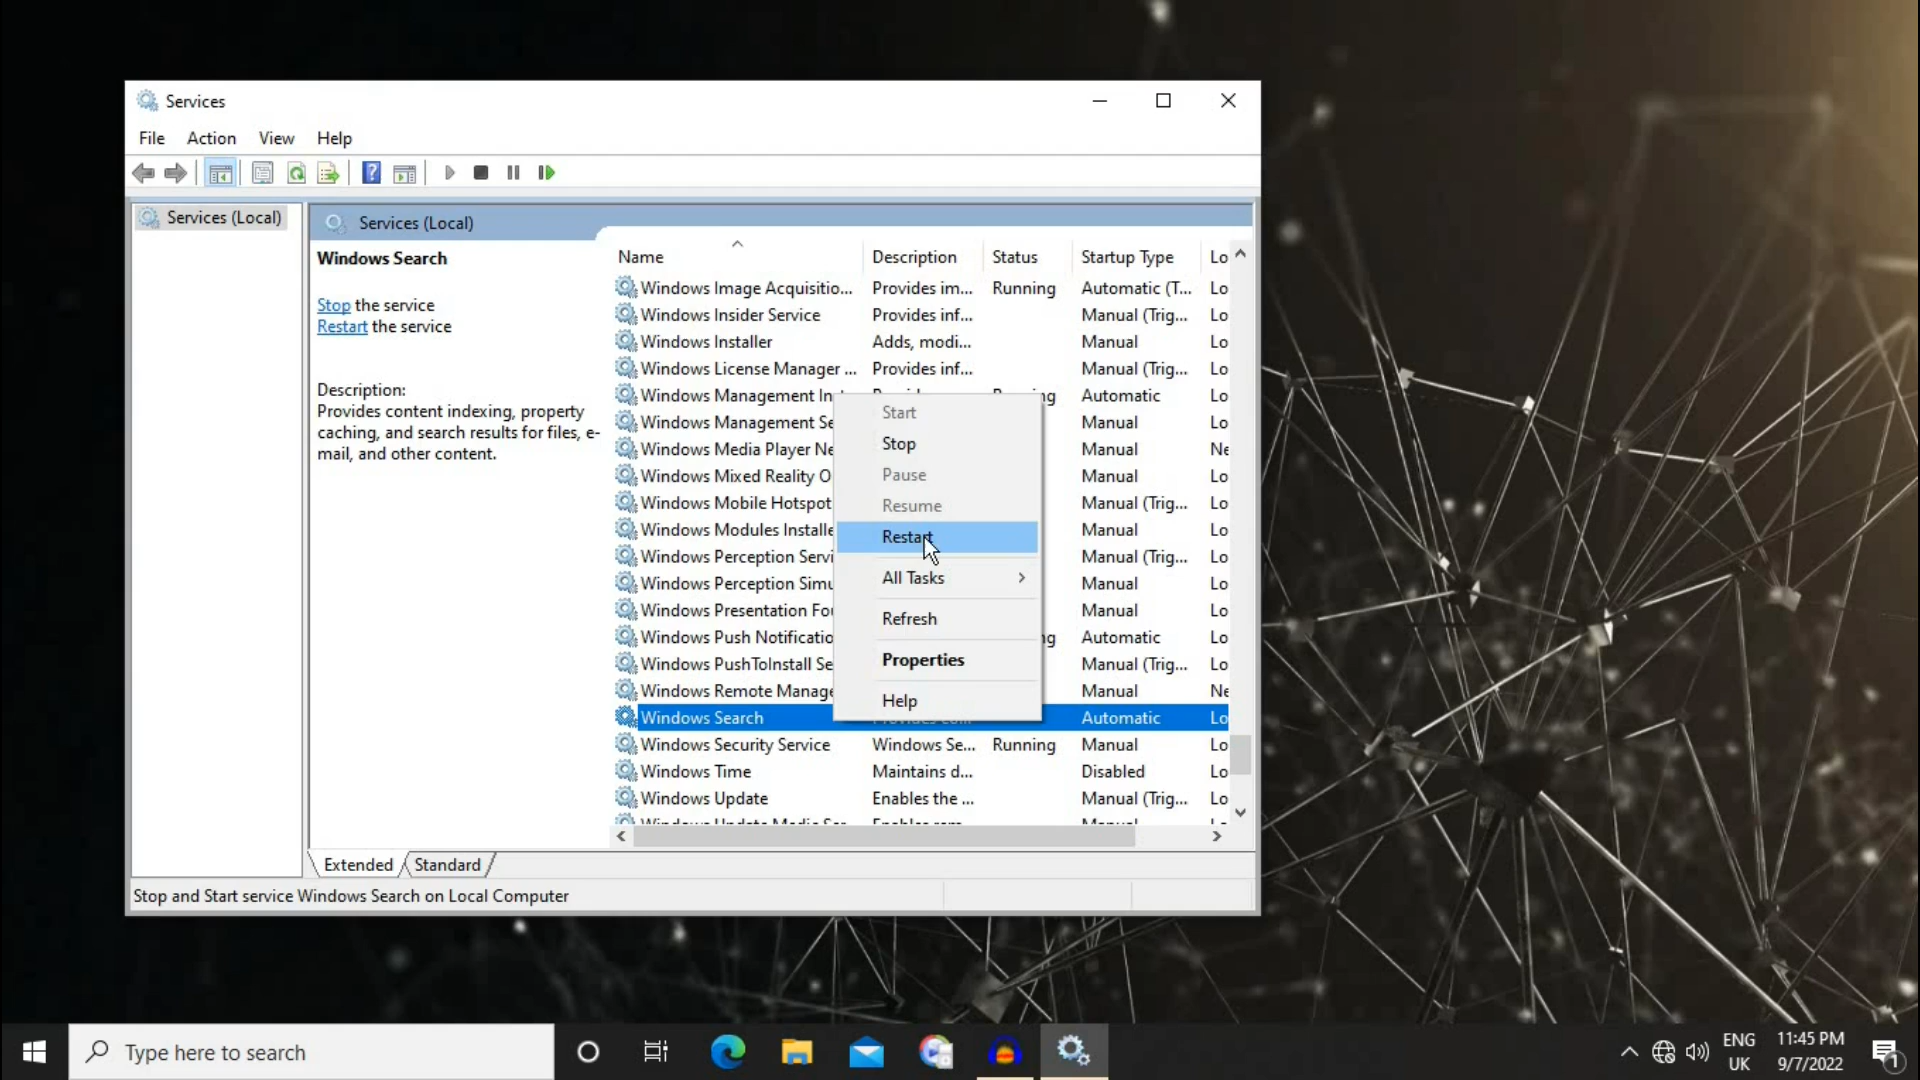 Services
File Action View Help
Services (Local)
Services (Local)
Windows Search
Stop the service
Restart the service
Description:
Provides content indexing, property
caching, and search results for files, e-
mail, and other content.
Name Description Status Startup Type Lo
Windows Image Acquisitio... Provides im... Running Automatic (T... Lo
Windows Insider Service Provides inf... Manual (Trig... Lo
Windows Installer Adds, modi... Manual Lo
Windows License Manager ... Provides inf... Manual (Trig... Lo
Windows Management Automatic Lo
Windows Management Se Manual Lo
Windows Media Player Ne Manual Ne
Windows Mixed Reality O Manual Lo
Windows Mobile Hotspot Manual (Trig... Lo
Windows Modules Installe Manual Lo
Windows Perception Servi Manual (Trig... Lo
Windows Perception Simu Manual Lo
Windows Presentation Fo Manual Lo
Windows Push Notificatio Automatic Lo
Windows PushToInstall Se Manual (Trig... Lo
Windows Remote Manage Manual Ne
Windows Search Automatic Lo
Windows Security Service Windows Se... Running Manual Lo
Windows Time Maintains d... Disabled Lo
Windows Update Enables the ... Manual (Trig... Lo
Start
Stop
Pause
Resume
Restart
All Tasks
Refresh
Properties
Help
Extended Standard
Stop and Start service Windows Search on Local Computer
Type here to search
ENG
UK
11:45 PM
9/7/2022
1